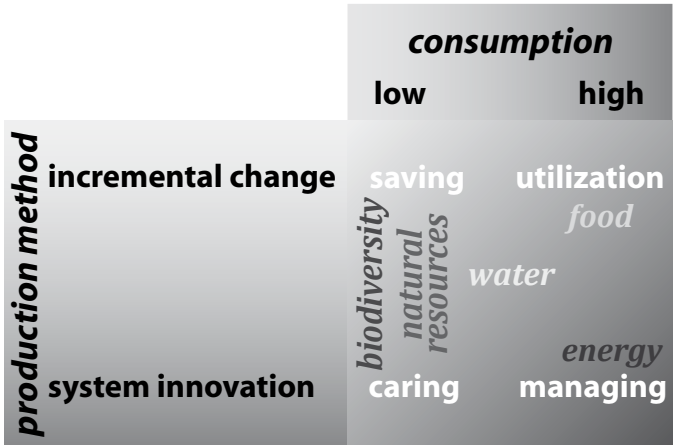 consumption
low high
production method
incremental change saving utilization
food
biodiversity
natural
resources
water
energy
system innovation caring managing